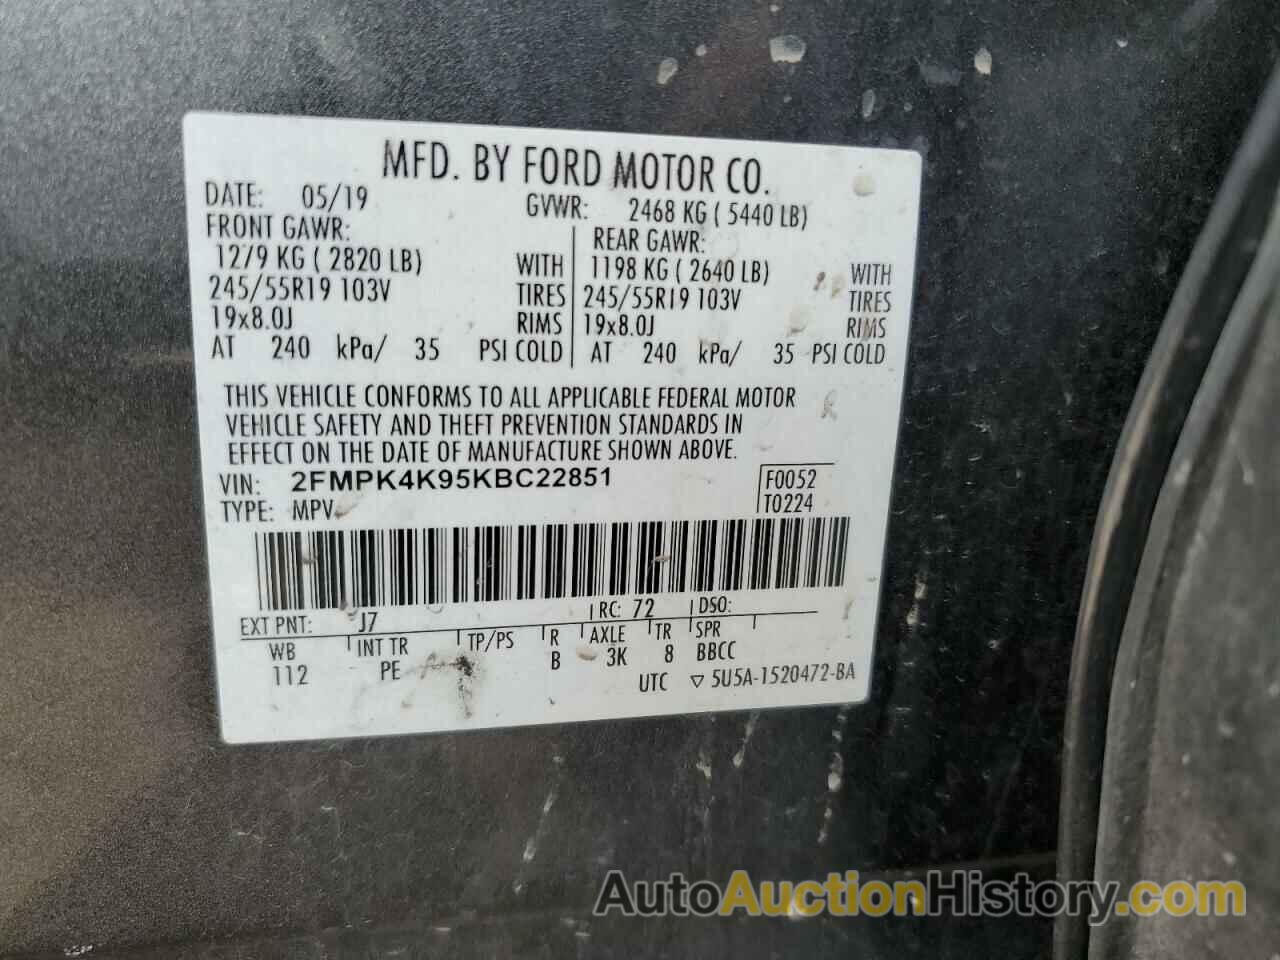 MFD. BY FORD MOTOR CO.
DATE: 05/19 GVWR: 2468 KG ( 5440 LB)
FRONT GAWR: REAR GAWR:
1279 KG ( 2820 LB) WITH 1198 KG ( 2640 LB) WITH
245/55R19 103V TIRES 245/55R19 103V TIRES
19x8.0J RIMS 19x8.0J RIMS
AT 240 kPa/ 35 PSI COLD AT 240 kPa/ 35 PSI COLD
THIS VEHICLE CONFORMS TO ALL APPLICABLE FEDERAL MOTOR
VEHICLE SAFETY AND THEFT PREVENTION STANDARDS IN
EFFECT ON THE DATE OF MANUFACTURE SHOWN ABOVE.
VIN: 2FMPK4K95KBC22851 F0052
TYPE: MPV T0224
EXT PNT: J7 RC: 72 DSO:
WB INT TR TP/PS R AXLE TR SPR
112 PE B 3K 8 BBCC
UTC ▽ 5U5A-1520472-BA
AutoAuctionHistory.com